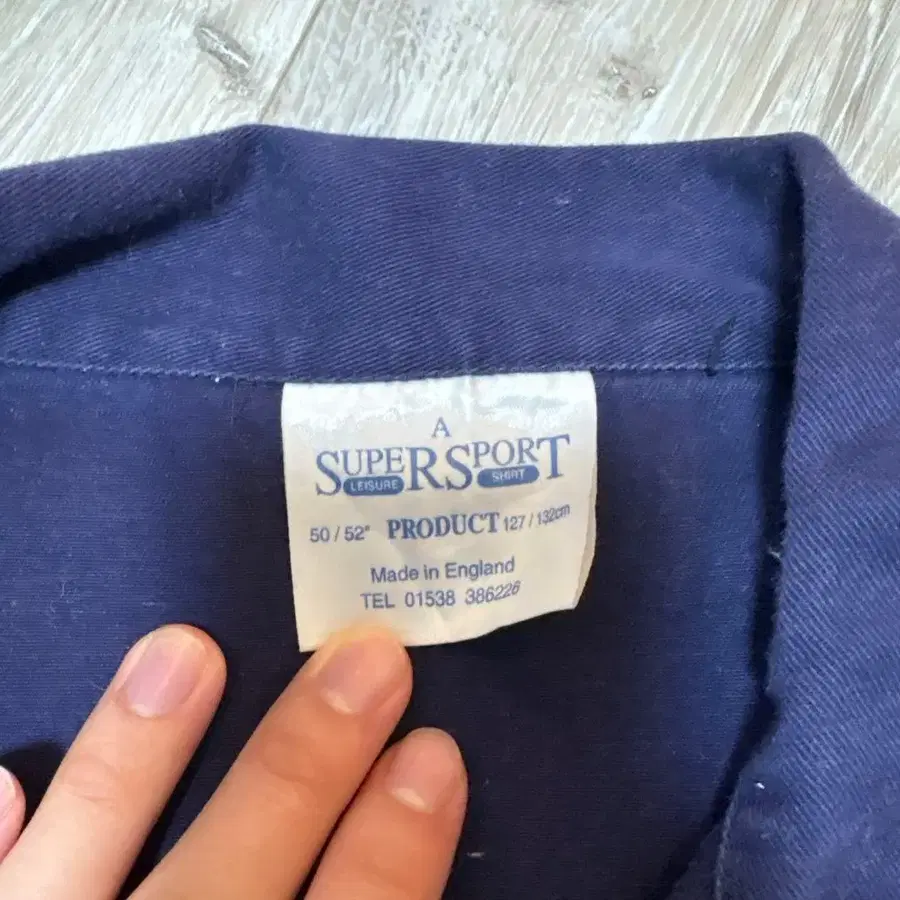 A
SUPERSPORT
LEISURE SHIRT
50 / 52" PRODUCT 127 / 132cm
Made in England
TEL 01538 386226